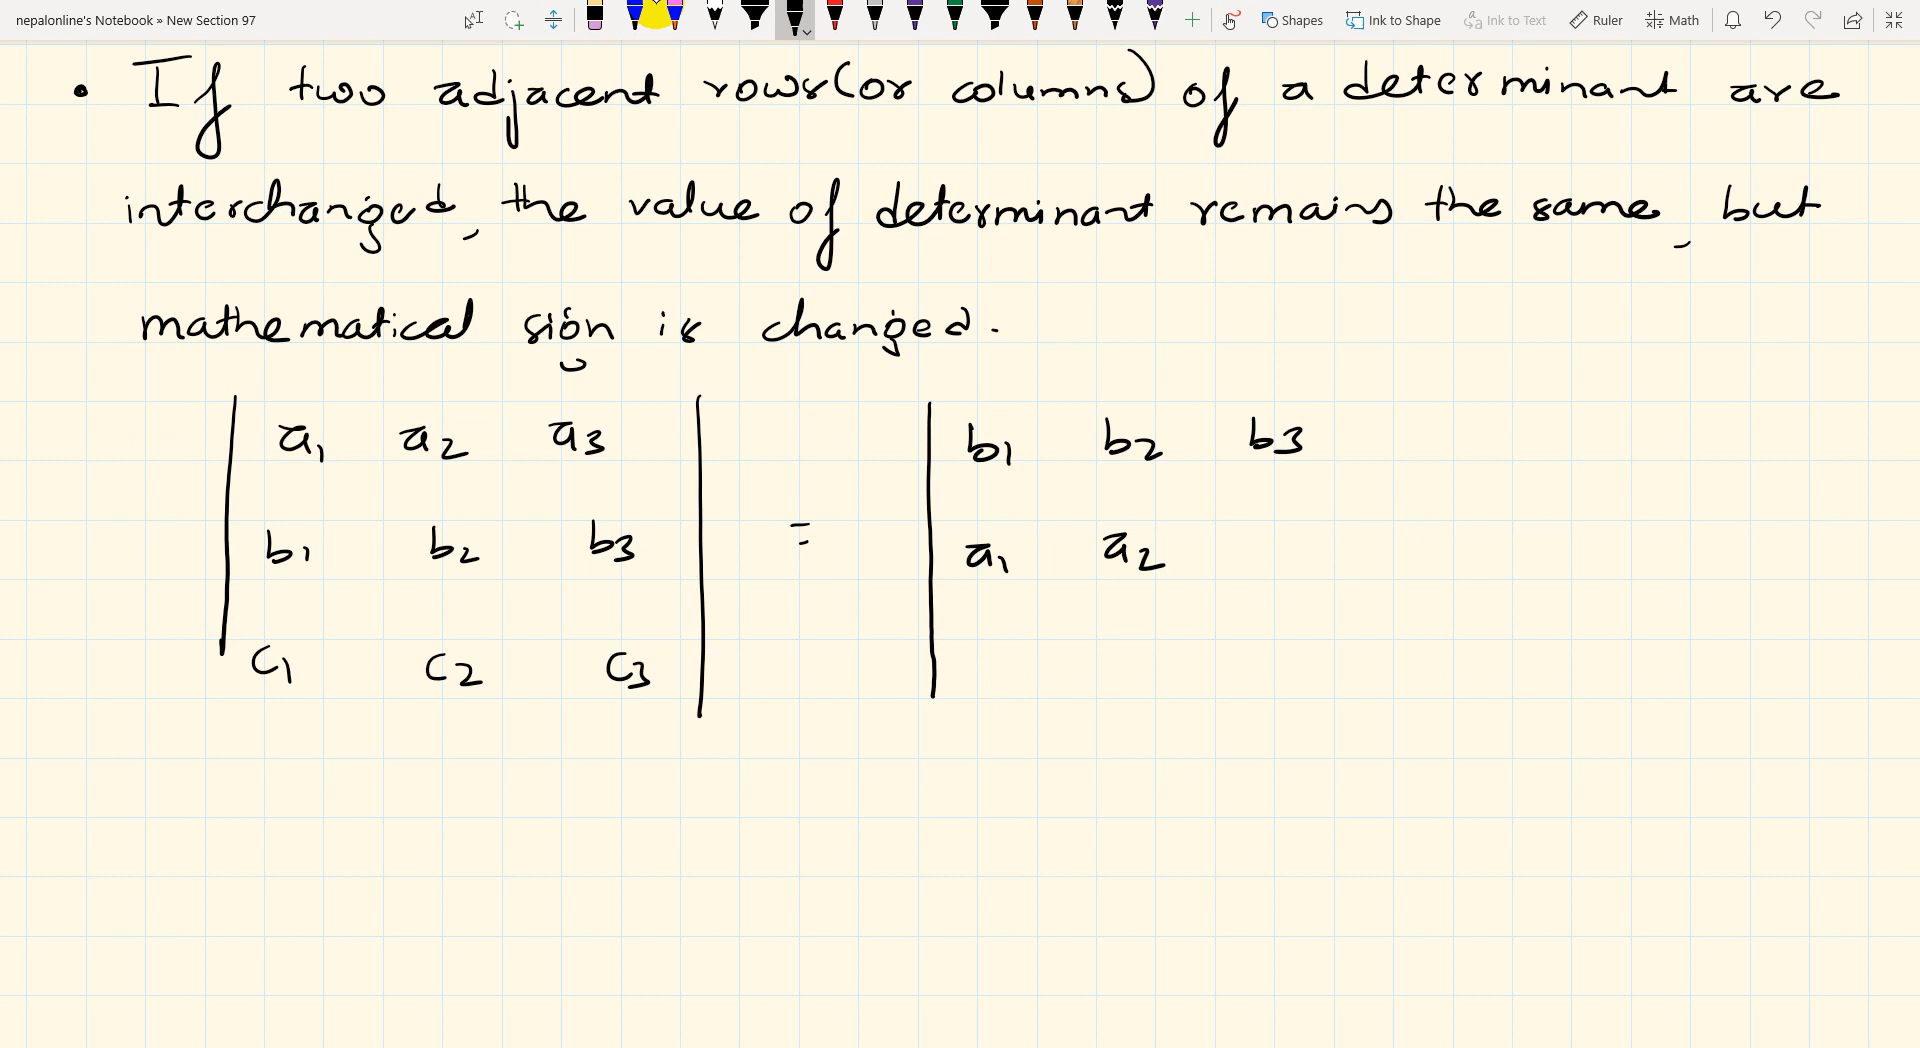 nepalonline's Notebook » New Section 97
Shapes Ink to Shape Ink to Text Ruler Math
• If two adjacent rows (or columns) of a determinant are
interchanged, the value of determinant remains the same, but
mathematical sign is changed.
| a1 a2 a3 | = | b1 b2 b3
b1 b2 b3 a1 a2
c1 c2 c3